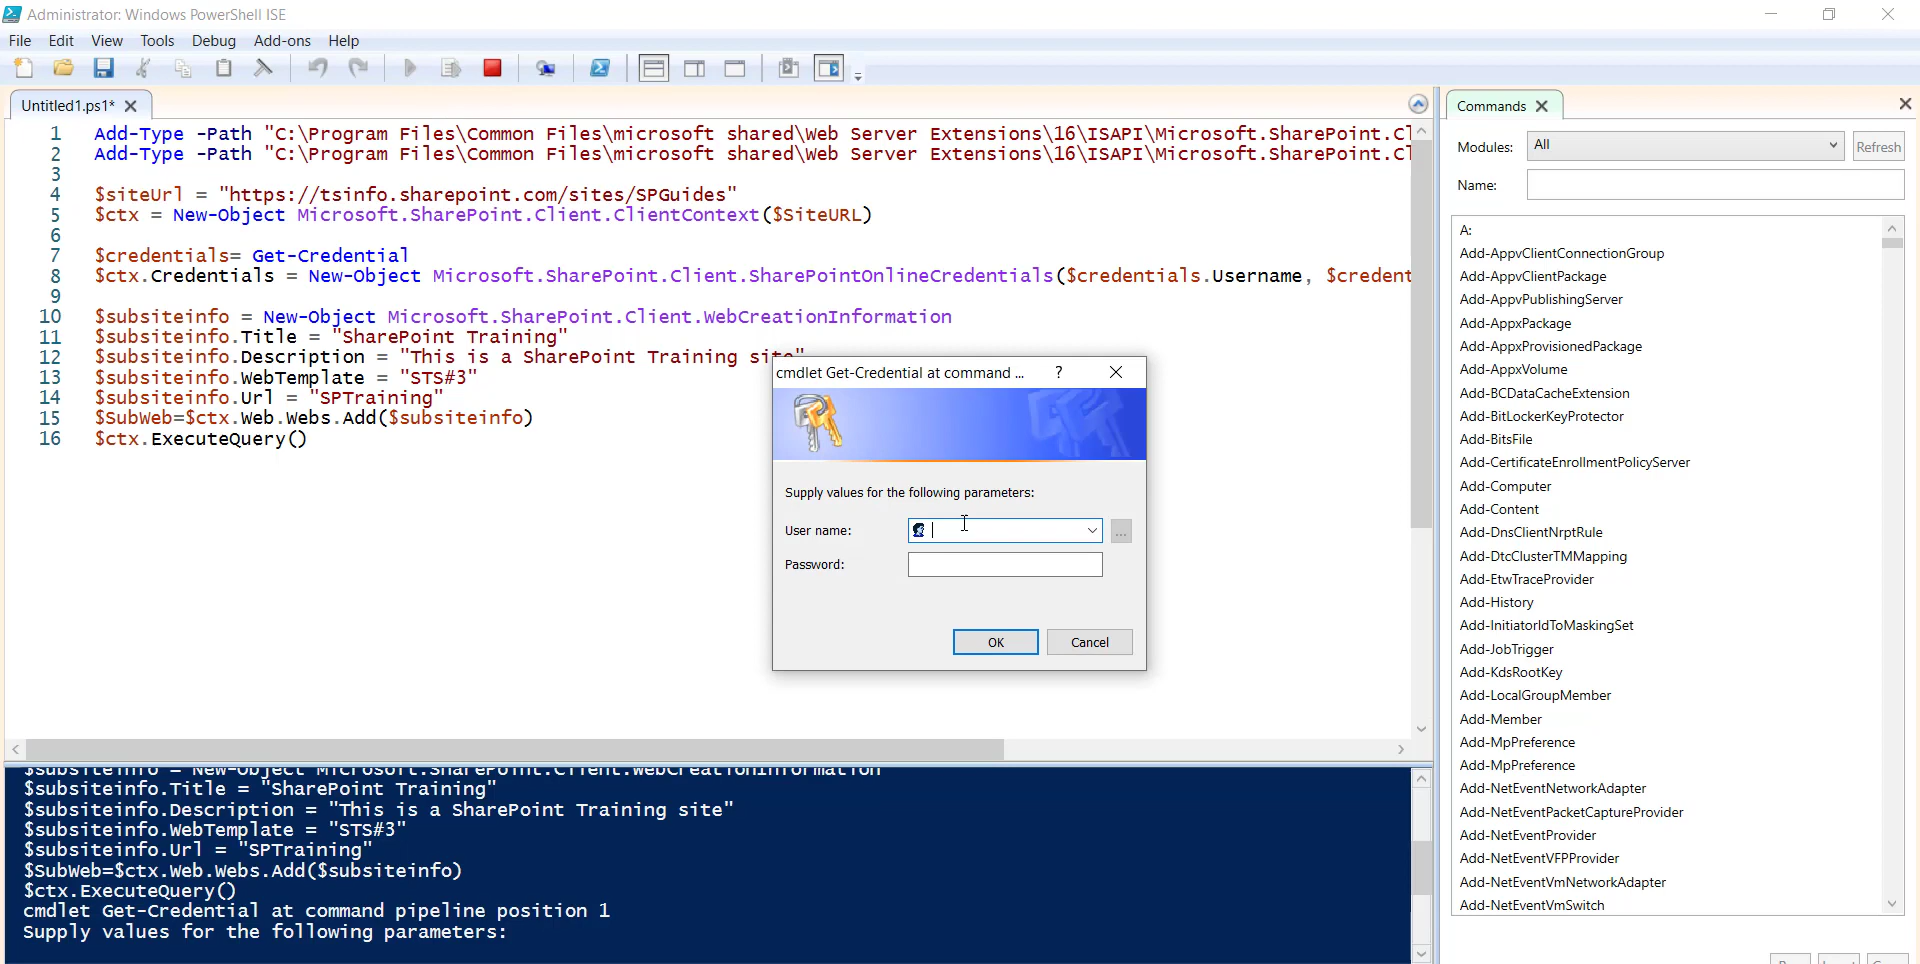 Administrator: Windows PowerShell ISE
File Edit View Tools Debug Add-ons Help
Untitled1.ps1*
1 Add-Type -Path "C:\Program Files\Common Files\microsoft shared\Web Server Extensions\16\ISAPI\Microsoft.SharePoint.Cl
2 Add-Type -Path "C:\Program Files\Common Files\microsoft shared\Web Server Extensions\16\ISAPI\Microsoft.SharePoint.Cl
3
4 $siteUrl = "https://tsinfo.sharepoint.com/sites/SPGuides"
5 $ctx = New-Object Microsoft.SharePoint.Client.ClientContext($SiteURL)
6
7 $credentials= Get-Credential
8 $ctx.Credentials = New-Object Microsoft.SharePoint.Client.SharePointOnlineCredentials($credentials.Username, $credent
9
10 $subsiteinfo = New-Object Microsoft.SharePoint.Client.WebCreationInformation
11 $subsiteinfo.Title = "SharePoint Training"
12 $subsiteinfo.Description = "This is a SharePoint Training site"
13 $subsiteinfo.WebTemplate = "STS#3"
14 $subsiteinfo.Url = "SPTraining"
15 $SubWeb=$ctx.Web.Webs.Add($subsiteinfo)
16 $ctx.ExecuteQuery()
cmdlet Get-Credential at command ... ?
Supply values for the following parameters:
User name:
...
Password:
OK Cancel
$subsiteinfo = New-Object Microsoft.SharePoint.Client.WebCreationInformation
$subsiteinfo.Title = "SharePoint Training"
$subsiteinfo.Description = "This is a SharePoint Training site"
$subsiteinfo.WebTemplate = "STS#3"
$subsiteinfo.Url = "SPTraining"
$SubWeb=$ctx.Web.Webs.Add($subsiteinfo)
$ctx.ExecuteQuery()
cmdlet Get-Credential at command pipeline position 1
Supply values for the following parameters:
Commands
Modules: All Refresh
Name:
A:
Add-AppvClientConnectionGroup
Add-AppvClientPackage
Add-AppvPublishingServer
Add-AppxPackage
Add-AppxProvisionedPackage
Add-AppxVolume
Add-BCDataCacheExtension
Add-BitLockerKeyProtector
Add-BitsFile
Add-CertificateEnrollmentPolicyServer
Add-Computer
Add-Content
Add-DnsClientNrptRule
Add-DtcClusterTMMapping
Add-EtwTraceProvider
Add-History
Add-InitiatorIdToMaskingSet
Add-JobTrigger
Add-KdsRootKey
Add-LocalGroupMember
Add-Member
Add-MpPreference
Add-MpPreference
Add-NetEventNetworkAdapter
Add-NetEventPacketCaptureProvider
Add-NetEventProvider
Add-NetEventVFPProvider
Add-NetEventVmNetworkAdapter
Add-NetEventVmSwitch